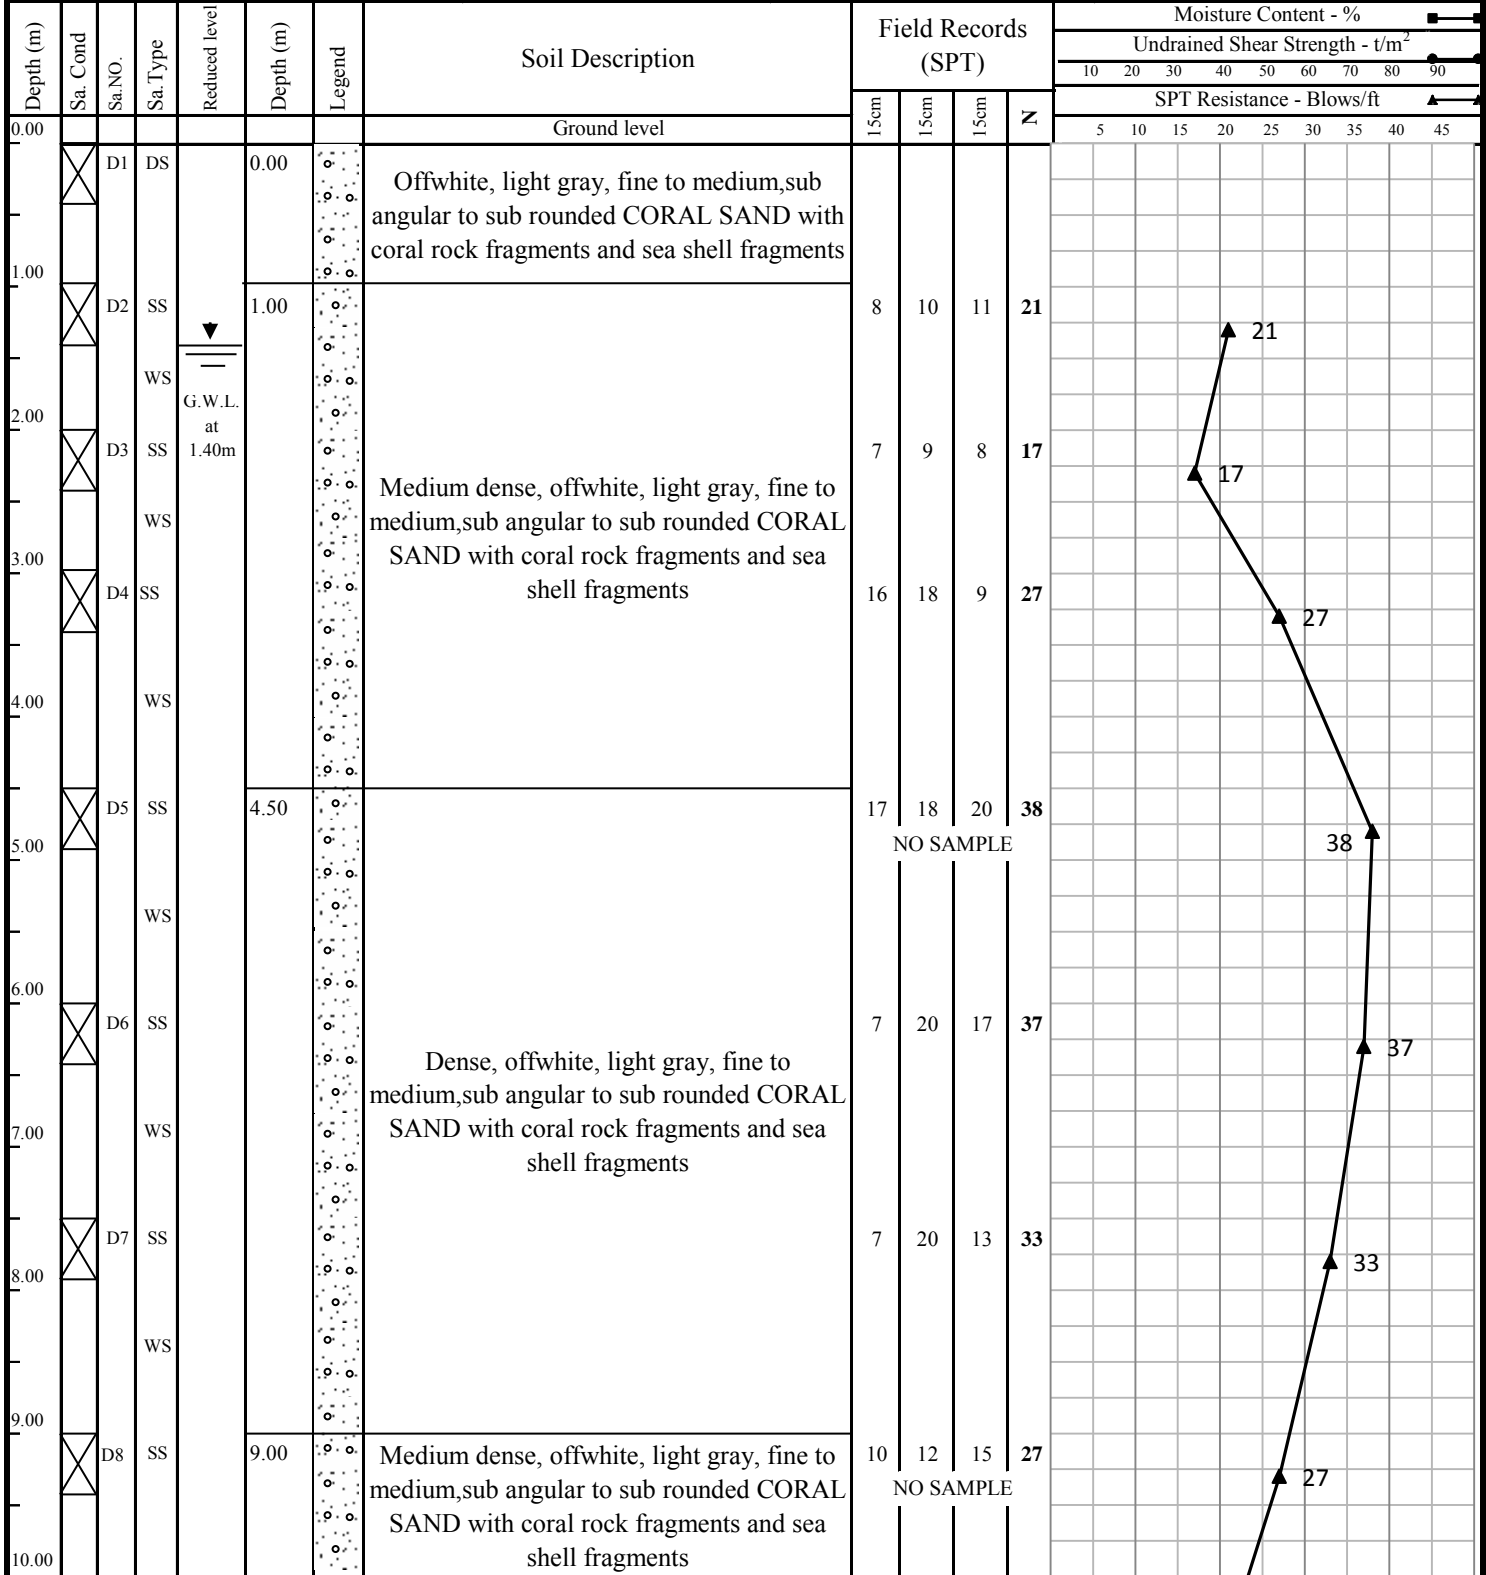 Depth (m)
Sa. Cond
Sa.NO.
Sa.Type
Reduced level
Depth (m)
Legend
Soil Description
Field Records
(SPT)
15cm
15cm
15cm
N
Moisture Content - %
Undrained Shear Strength - t/m2
10 20 30 40 50 60 70 80 90
SPT Resistance - Blows/ft
5 10 15 20 25 30 35 40 45
0.00
Ground level
D1 DS 0.00
Offwhite, light gray, fine to medium,sub
angular to sub rounded CORAL SAND with
coral rock fragments and sea shell fragments
1.00
D2 SS 1.00 8 10 11 21
21
WS
G.W.L.
at
1.40m
2.00
D3 SS 7 9 8 17
17
Medium dense, offwhite, light gray, fine to
medium,sub angular to sub rounded CORAL
SAND with coral rock fragments and sea
shell fragments
WS
3.00
D4 SS 16 18 9 27
27
WS
4.00
D5 SS 4.50 17 18 20 38
NO SAMPLE
38
5.00
WS
6.00
D6 SS 7 20 17 37
37
Dense, offwhite, light gray, fine to
medium,sub angular to sub rounded CORAL
SAND with coral rock fragments and sea
shell fragments
WS
7.00
D7 SS 7 20 13 33
33
8.00
WS
9.00
D8 SS 9.00 10 12 15 27
NO SAMPLE
27
Medium dense, offwhite, light gray, fine to
medium,sub angular to sub rounded CORAL
SAND with coral rock fragments and sea
shell fragments
10.00